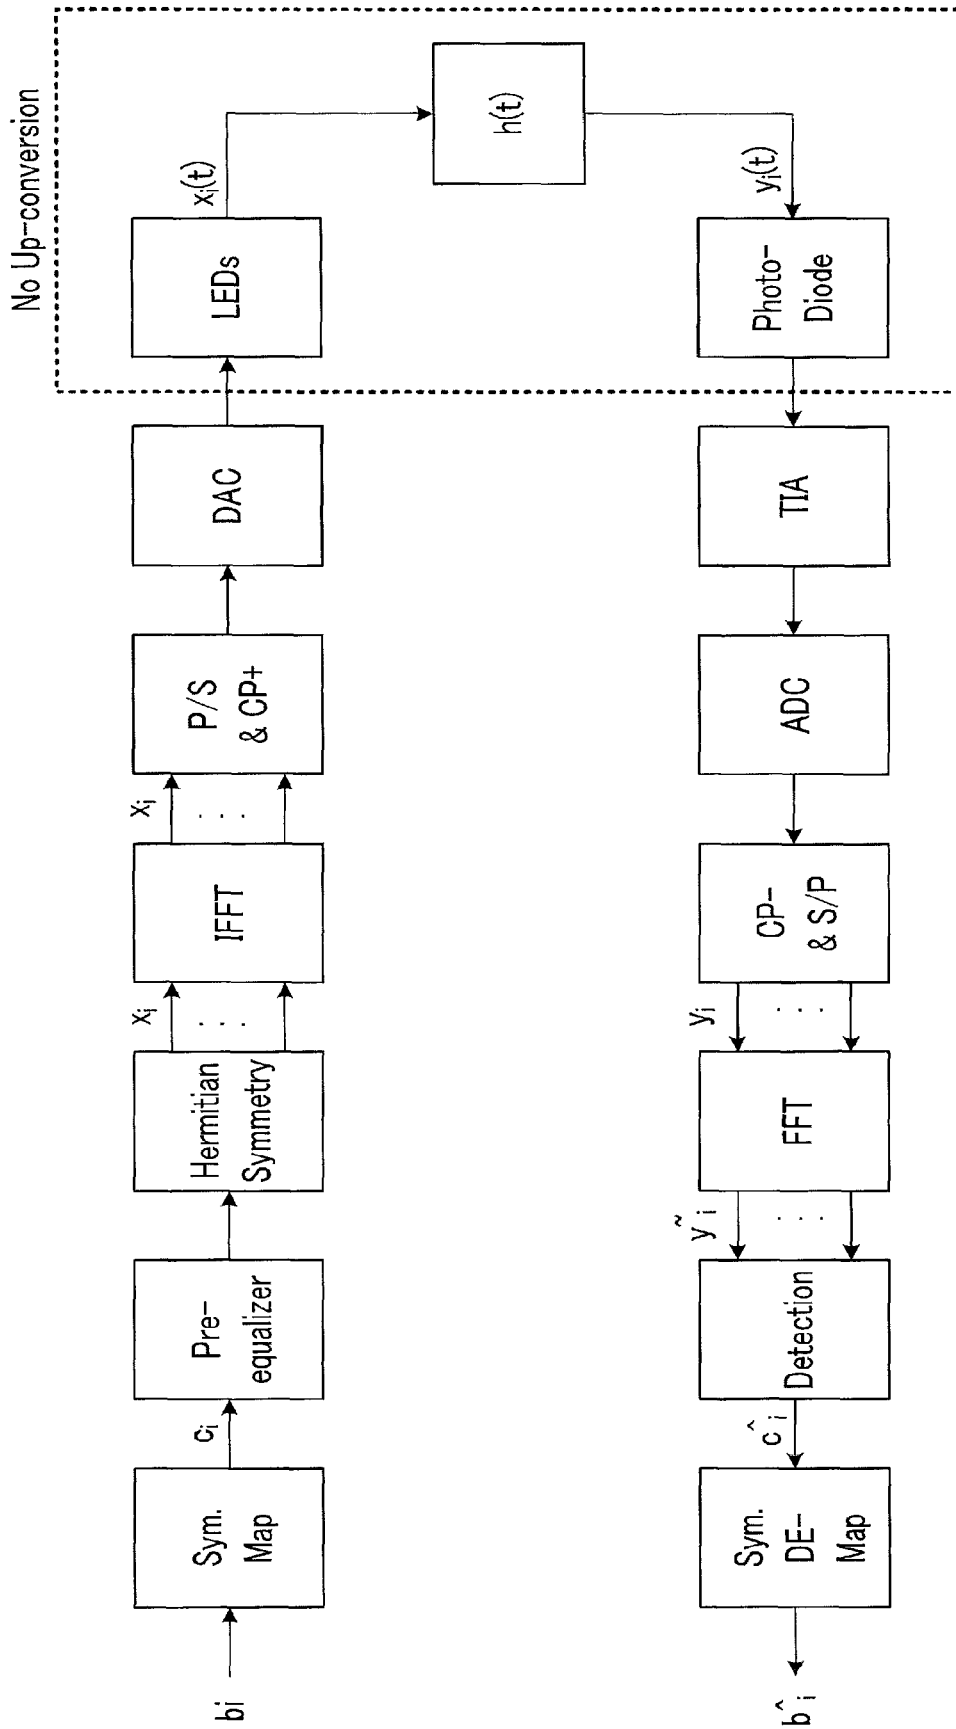 No Up-conversion
bi
Sym.
Map
ci
Pre-
equalizer
Hermitian
Symmetry
xi
. . .
IFFT
xi
. . .
P/S
& CP+
DAC
LEDs
xi(t)
h(t)
yi(t)
Photo-
Diode
TIA
ADC
CP-
& S/P
yi
. . .
FFT
ỹi
. . .
Detection
ĉi
Sym.
DE-
Map
b̂i